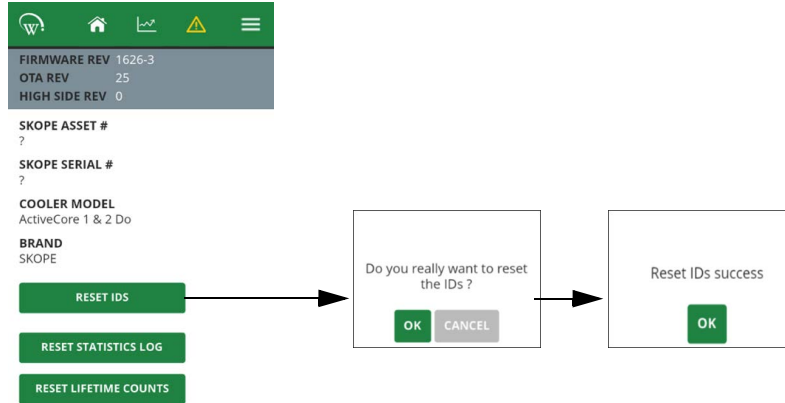 W
FIRMWARE REV 1626-3
OTA REV 25
HIGH SIDE REV 0
SKOPE ASSET #
?
SKOPE SERIAL #
?
COOLER MODEL
ActiveCore 1 & 2 Do
BRAND
SKOPE
RESET IDS
RESET STATISTICS LOG
RESET LIFETIME COUNTS
Do you really want to reset
the IDs ?
OK CANCEL
Reset IDs success
OK